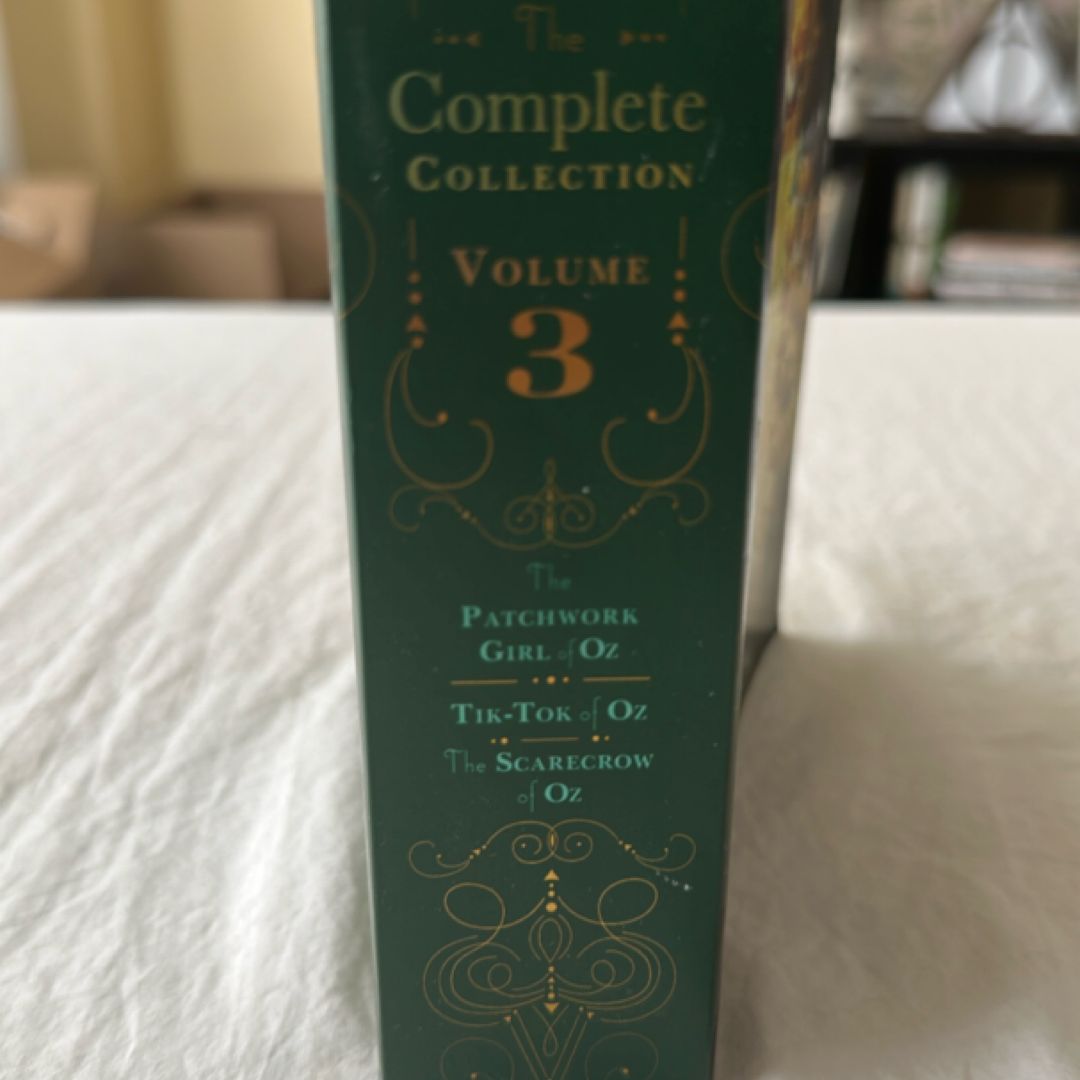 The
Complete
COLLECTION
VOLUME
3
The
PATCHWORK
GIRL of OZ
TIK-TOK of OZ
The SCARECROW
of OZ